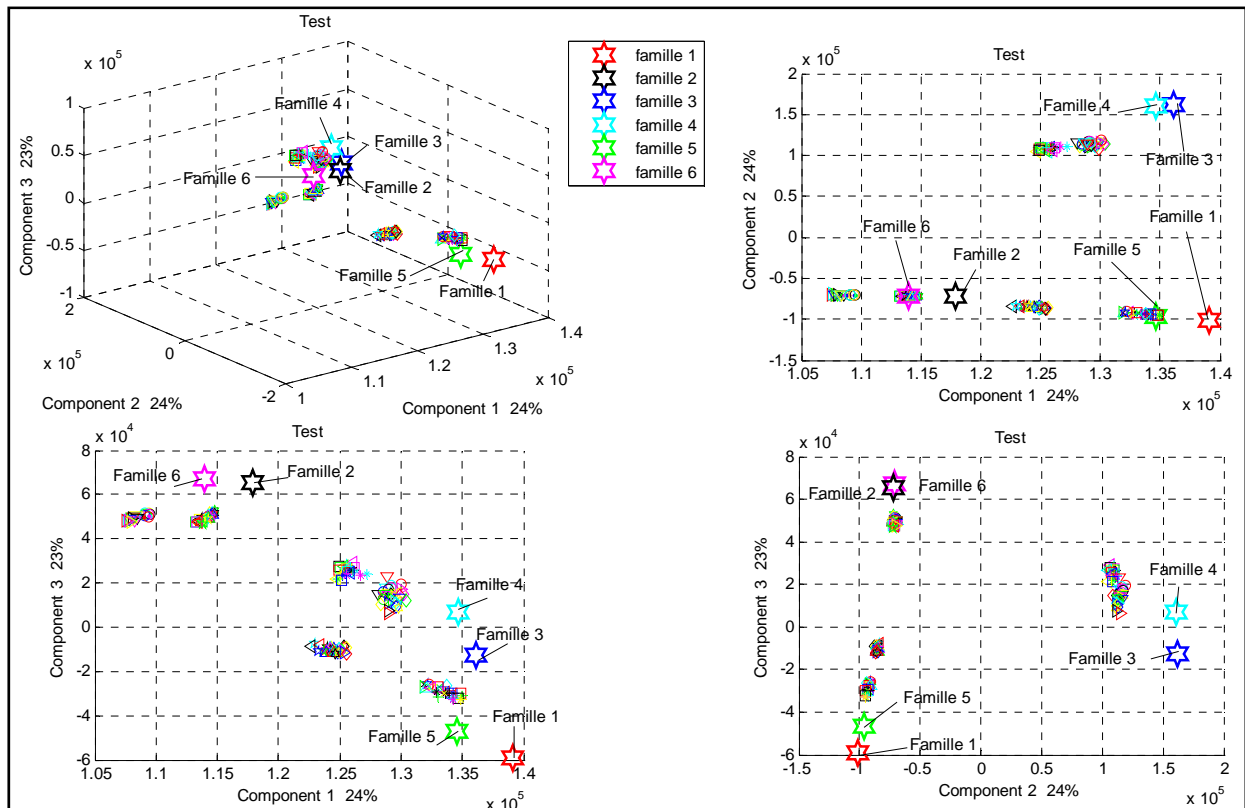 Test
x 10^5
1
0.5
0
-0.5
-1
Component 3 23%
2
0
-2
x 10^5
Component 2 24%
1
1.1
1.2
1.3
1.4
x 10^5
Component 1 24%
Famille 4
Famille 3
Famille 6
Famille 2
Famille 5
Famille 1
famille 1
famille 2
famille 3
famille 4
famille 5
famille 6
Test
x 10^5
2
1.5
1
0.5
0
-0.5
-1
-1.5
Component 2 24%
Famille 4
Famille 3
Famille 1
Famille 6
Famille 2
Famille 5
1.05 1.1 1.15 1.2 1.25 1.3 1.35 1.4
Component 1 24%
x 10^5
Test
x 10^4
8
6
4
2
0
-2
-4
-6
Component 3 23%
Famille 6
Famille 2
Famille 4
Famille 3
Famille 1
Famille 5
1.05 1.1 1.15 1.2 1.25 1.3 1.35 1.4
Component 1 24%
x 10^5
Test
x 10^4
8
6
4
2
0
-2
-4
-6
Component 3 23%
Famille 2
Famille 6
Famille 4
Famille 3
Famille 5
Famille 1
-1.5 -1 -0.5 0 0.5 1 1.5 2
Component 2 24%
x 10^5